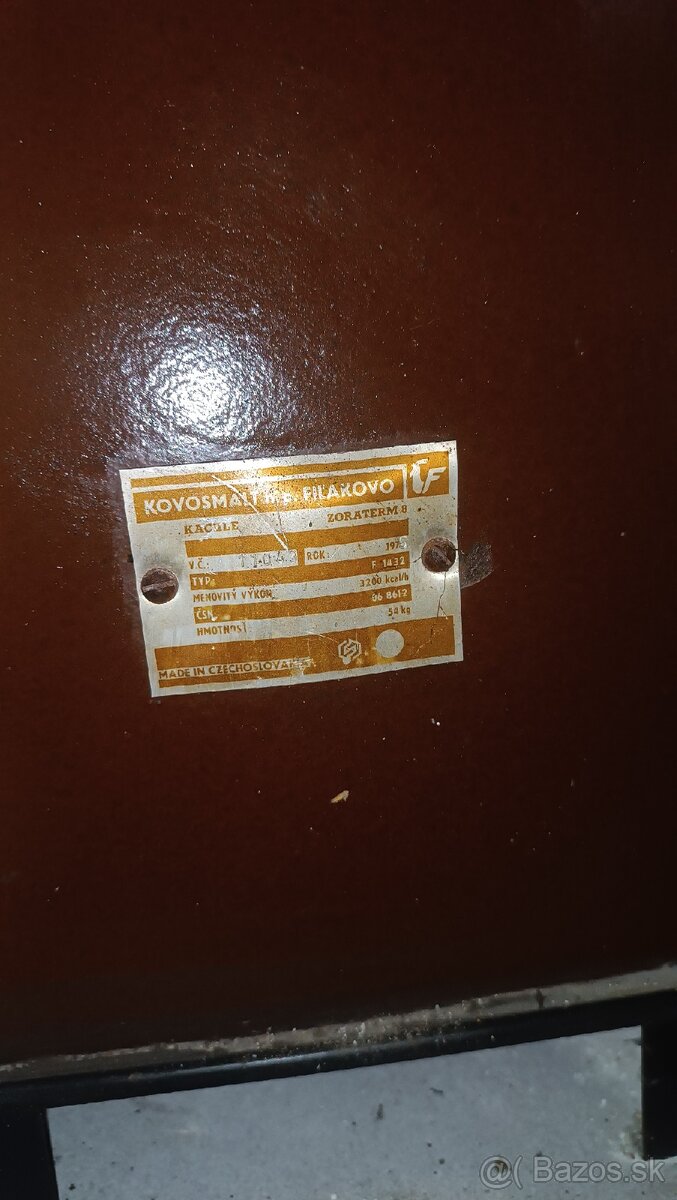 KOVOSMALT n.p. FIĽAKOVO
KACHLE ZORATERM 8
V.Č.: ROK:
TYP: F 1432
MENOVITÝ VÝKON 3200 kcal/h
ČSN 06 8612
HMOTNOSŤ 54 kg
MADE IN CZECHOSLOVAKIA
@( Bazos.sk